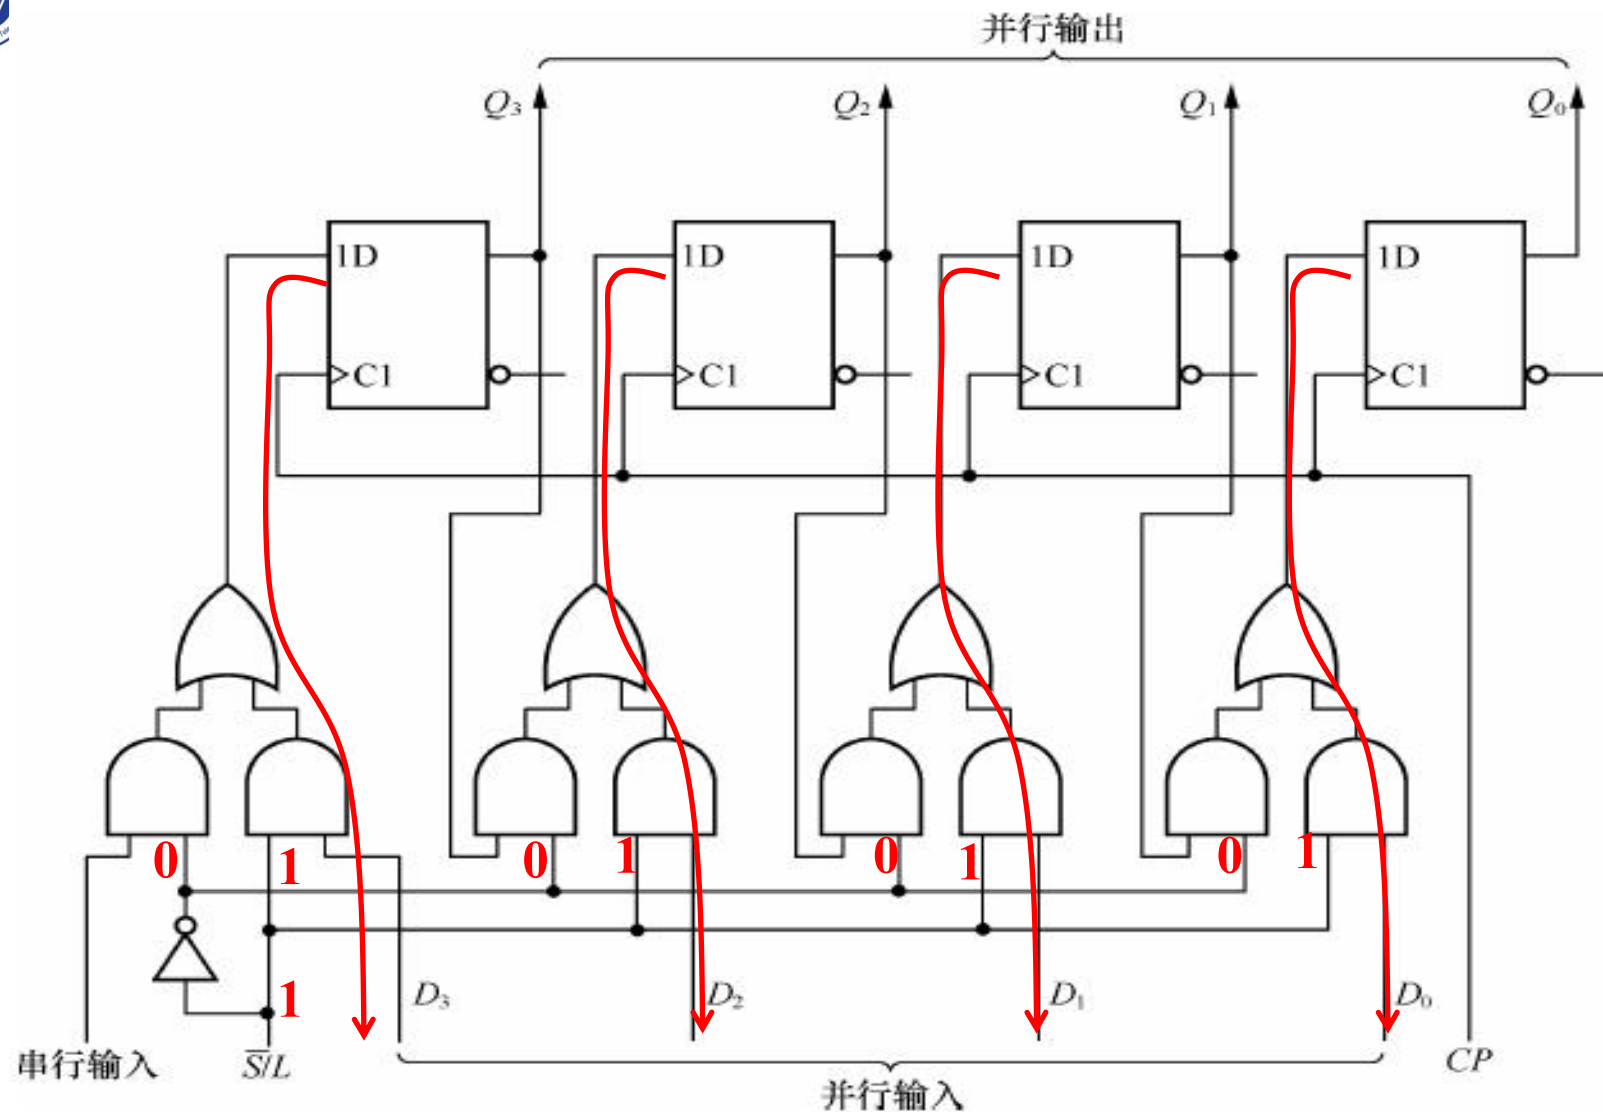 并行输出
Q₃ Q₂ Q₁ Q₀
1D 1D 1D 1D
C1 C1 C1 C1
0 1 0 1 0 1 0 1
1
D₃ D₂ D₁ D₀
串行输入 S̅/L CP
并行输入